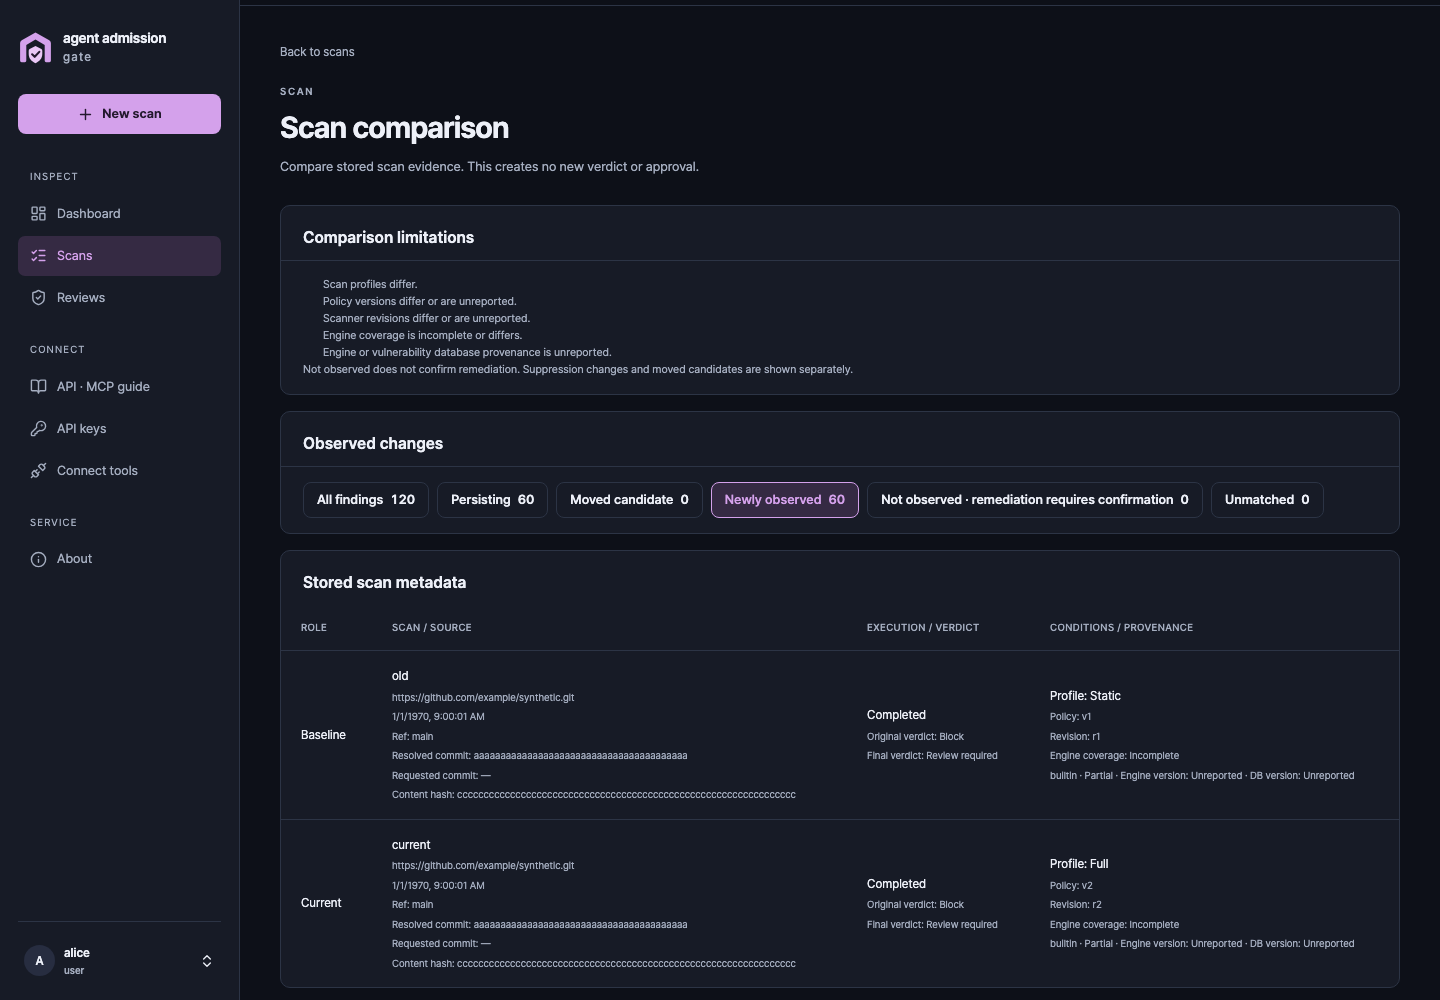 agent admission
gate
New scan
INSPECT
Dashboard
Scans
Reviews
CONNECT
API · MCP guide
API keys
Connect tools
SERVICE
About
A
alice
user
Back to scans
SCAN
Scan comparison
Compare stored scan evidence. This creates no new verdict or approval.
Comparison limitations
Scan profiles differ.
Policy versions differ or are unreported.
Scanner revisions differ or are unreported.
Engine coverage is incomplete or differs.
Engine or vulnerability database provenance is unreported.
Not observed does not confirm remediation. Suppression changes and moved candidates are shown separately.
Observed changes
All findings 120
Persisting 60
Moved candidate 0
Newly observed 60
Not observed · remediation requires confirmation 0
Unmatched 0
Stored scan metadata
ROLE
SCAN / SOURCE
EXECUTION / VERDICT
CONDITIONS / PROVENANCE
Baseline
old
https://github.com/example/synthetic.git
1/1/1970, 9:00:01 AM
Ref: main
Resolved commit: aaaaaaaaaaaaaaaaaaaaaaaaaaaaaaaaaaaaaaaa
Requested commit: —
Content hash: cccccccccccccccccccccccccccccccccccccccccccccccccccccccccccccccc
Completed
Original verdict: Block
Final verdict: Review required
Profile: Static
Policy: v1
Revision: r1
Engine coverage: Incomplete
builtin · Partial · Engine version: Unreported · DB version: Unreported
Current
current
https://github.com/example/synthetic.git
1/1/1970, 9:00:01 AM
Ref: main
Resolved commit: aaaaaaaaaaaaaaaaaaaaaaaaaaaaaaaaaaaaaaaa
Requested commit: —
Content hash: cccccccccccccccccccccccccccccccccccccccccccccccccccccccccccccccc
Completed
Original verdict: Block
Final verdict: Review required
Profile: Full
Policy: v2
Revision: r2
Engine coverage: Incomplete
builtin · Partial · Engine version: Unreported · DB version: Unreported